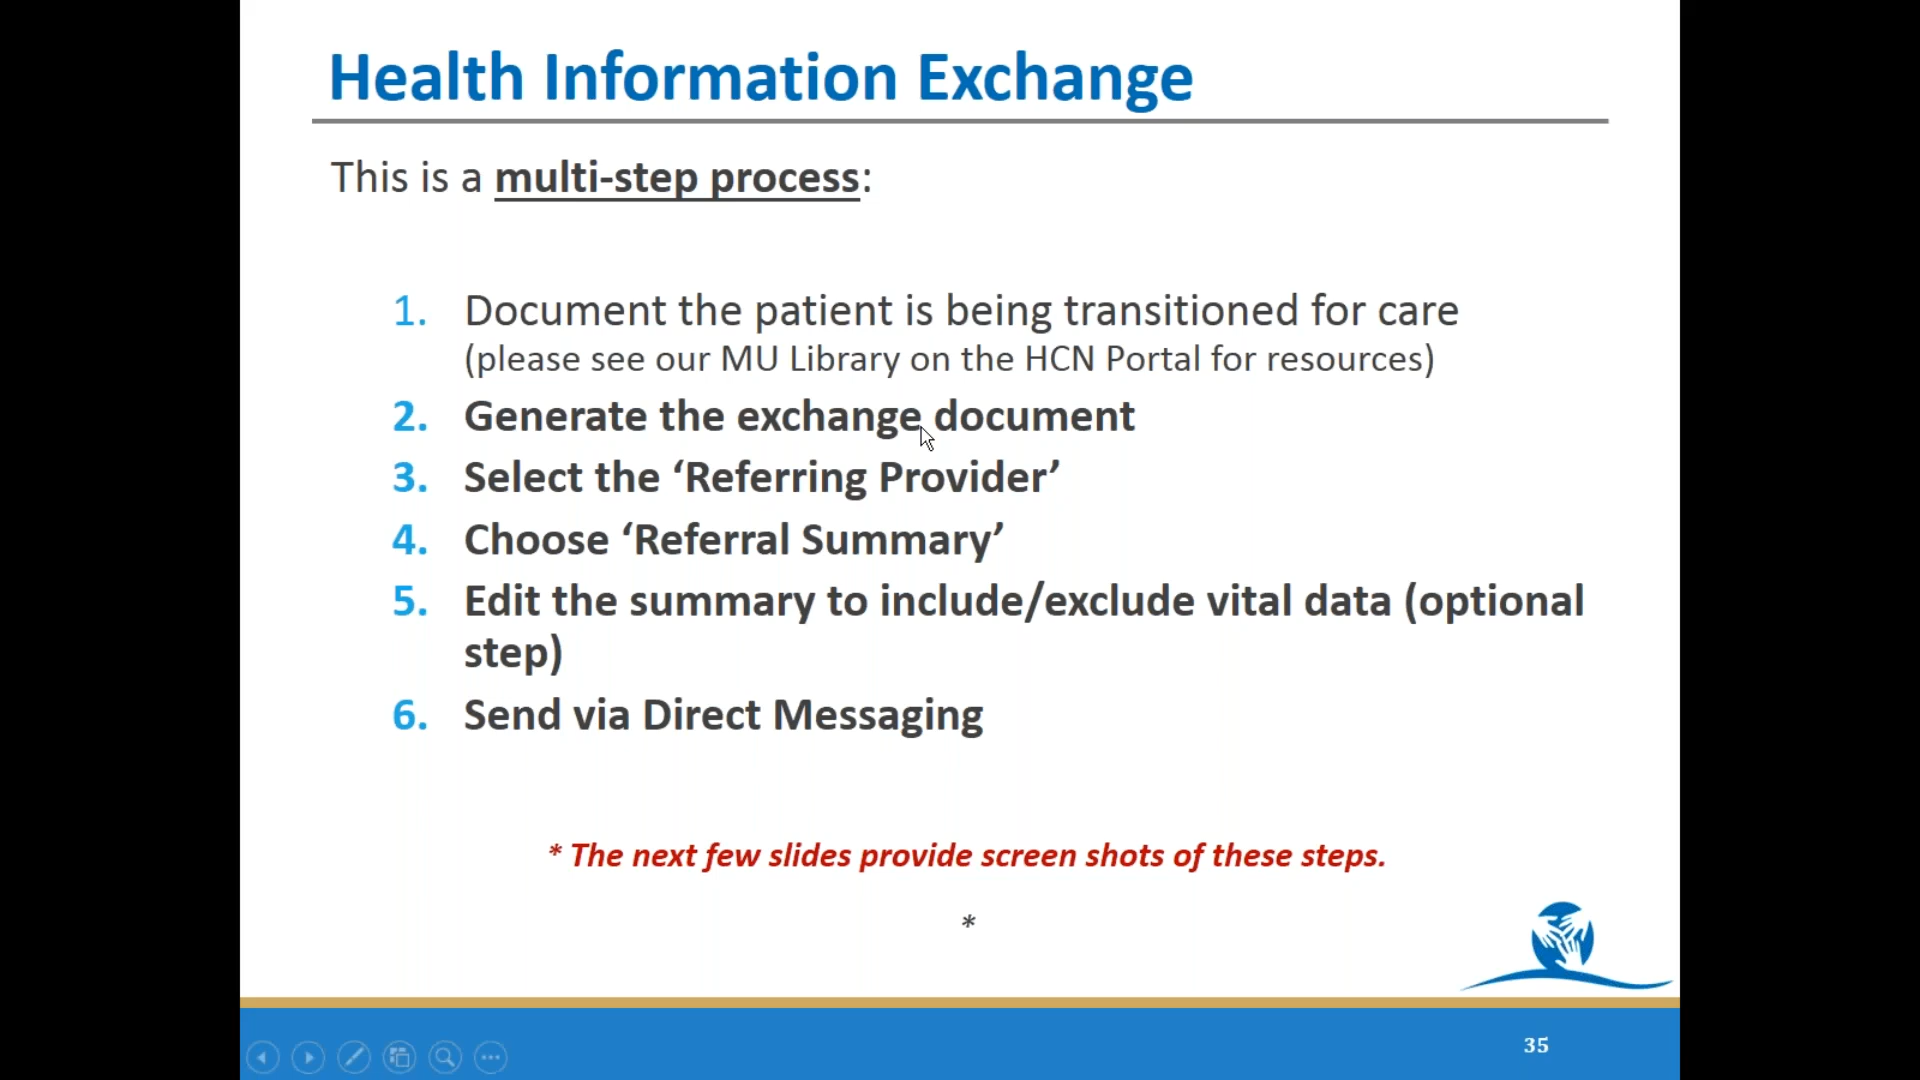 Health Information Exchange
This is a multi-step process:
1. Document the patient is being transitioned for care
(please see our MU Library on the HCN Portal for resources)
2. Generate the exchange document
3. Select the ‘Referring Provider’
4. Choose ‘Referral Summary’
5. Edit the summary to include/exclude vital data (optional
step)
6. Send via Direct Messaging
* The next few slides provide screen shots of these steps.
*
35